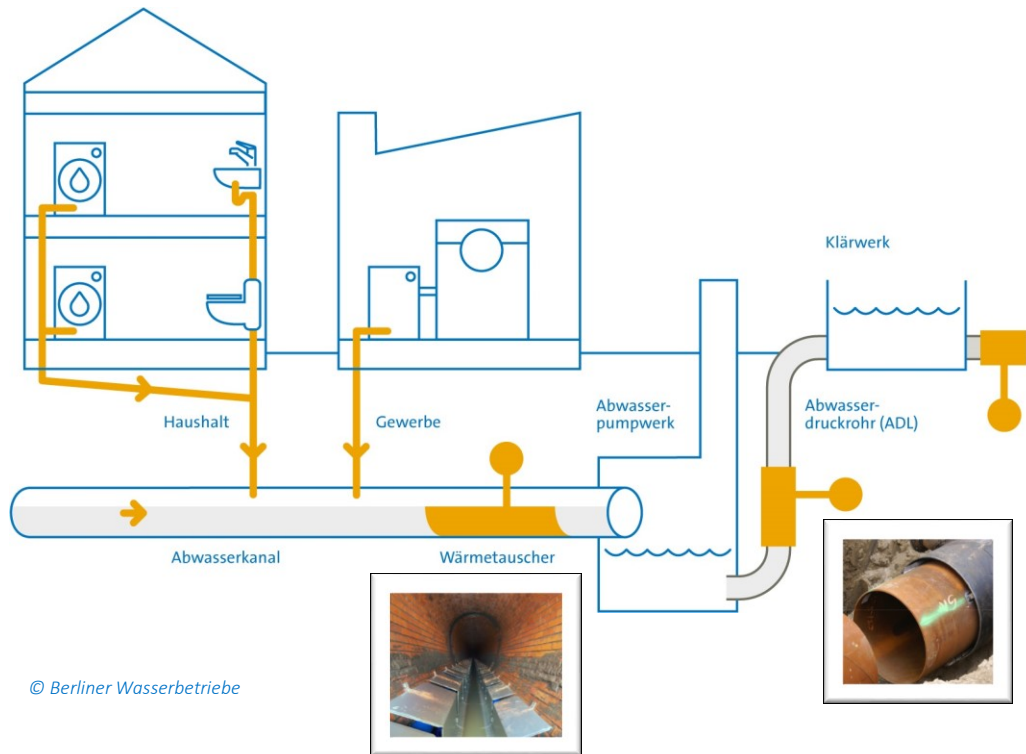 Klärwerk
Haushalt
Gewerbe
Abwasser-
pumpwerk
Abwasser-
druckrohr (ADL)
Abwasserkanal
Wärmetauscher
© Berliner Wasserbetriebe